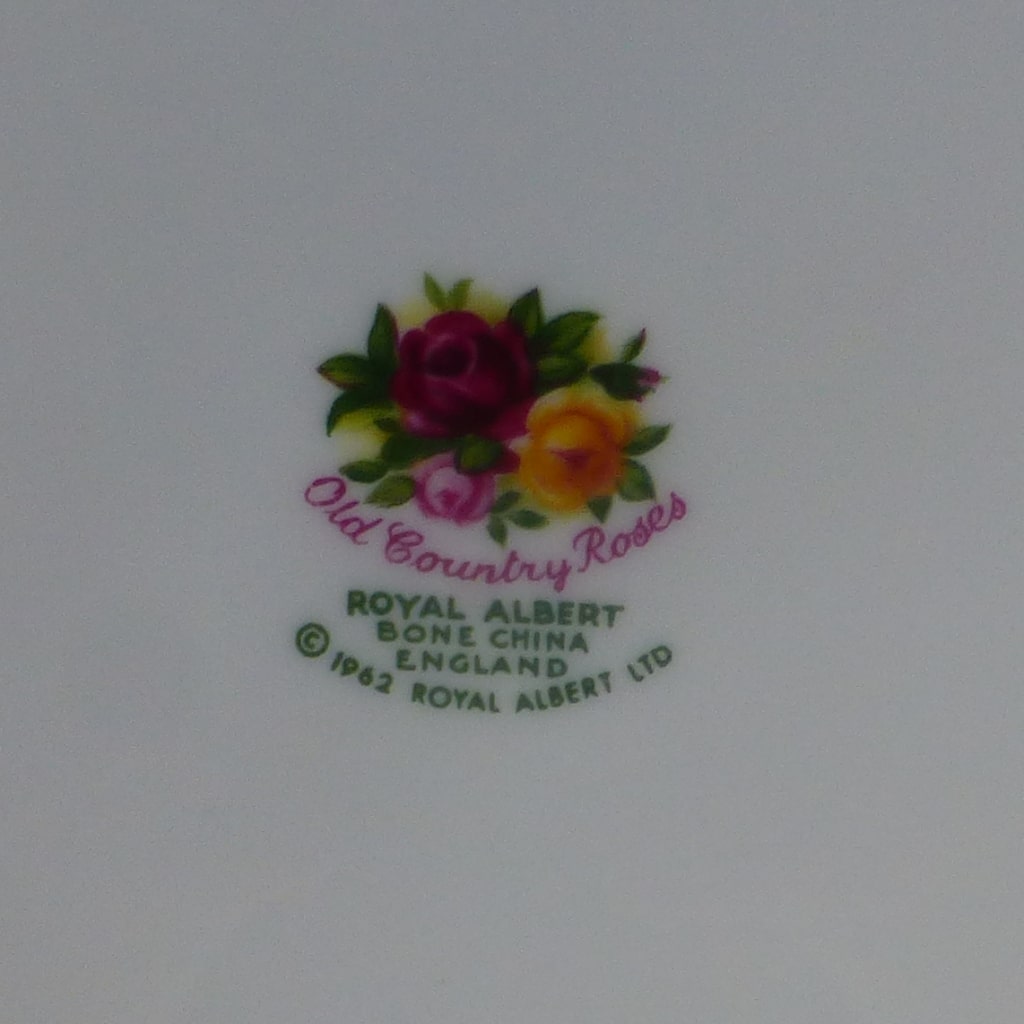 Old Country Roses
ROYAL ALBERT
BONE CHINA
ENGLAND
© 1962 ROYAL ALBERT LTD